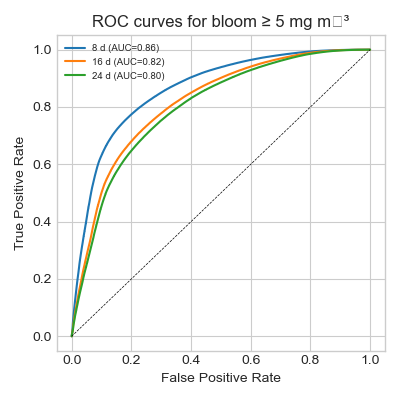 ROC curves for bloom ≥ 5 mg m□³
8 d (AUC=0.86)
16 d (AUC=0.82)
24 d (AUC=0.80)
True Positive Rate
1.0
0.8
0.6
0.4
0.2
0.0
0.0 0.2 0.4 0.6 0.8 1.0
False Positive Rate